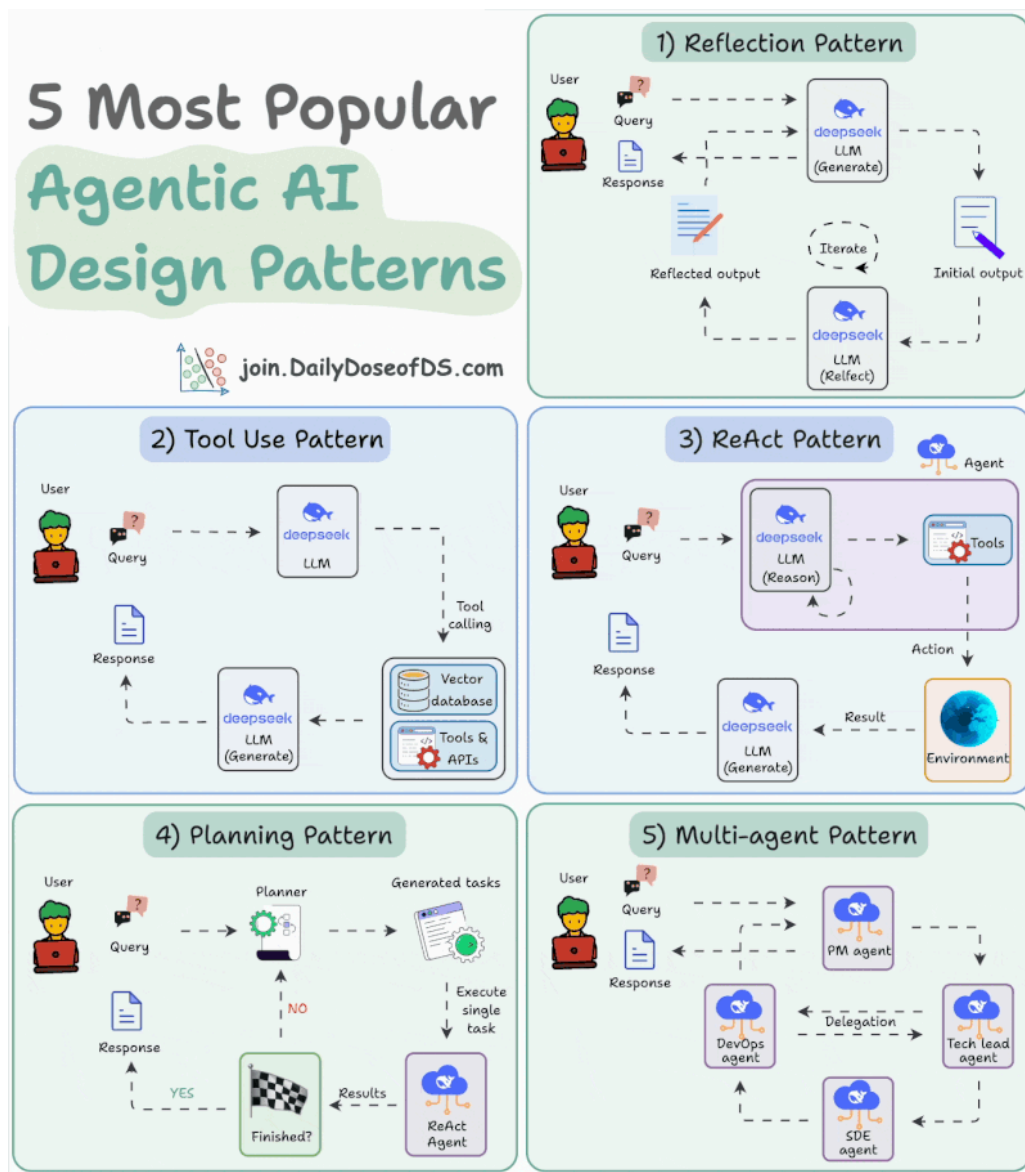 5 Most Popular
Agentic AI
Design Patterns
join.DailyDoseofDS.com
1) Reflection Pattern
User
?
Query
Response
deepseek
LLM
(Generate)
Reflected output
Iterate
Initial output
deepseek
LLM
(Relfect)
2) Tool Use Pattern
User
?
Query
deepseek
LLM
Tool
calling
Response
deepseek
LLM
(Generate)
Vector
database
</>
Tools &
APIs
3) ReAct Pattern
Agent
User
?
Query
deepseek
LLM
(Reason)
</>
Tools
Action
Response
deepseek
LLM
(Generate)
Result
Environment
4) Planning Pattern
User
?
Query
Planner
Generated tasks
NO
Execute
single
task
Response
YES
Finished?
Results
ReAct
Agent
5) Multi-agent Pattern
User
?
Query
Response
PM agent
Delegation
DevOps
agent
Tech lead
agent
SDE
agent